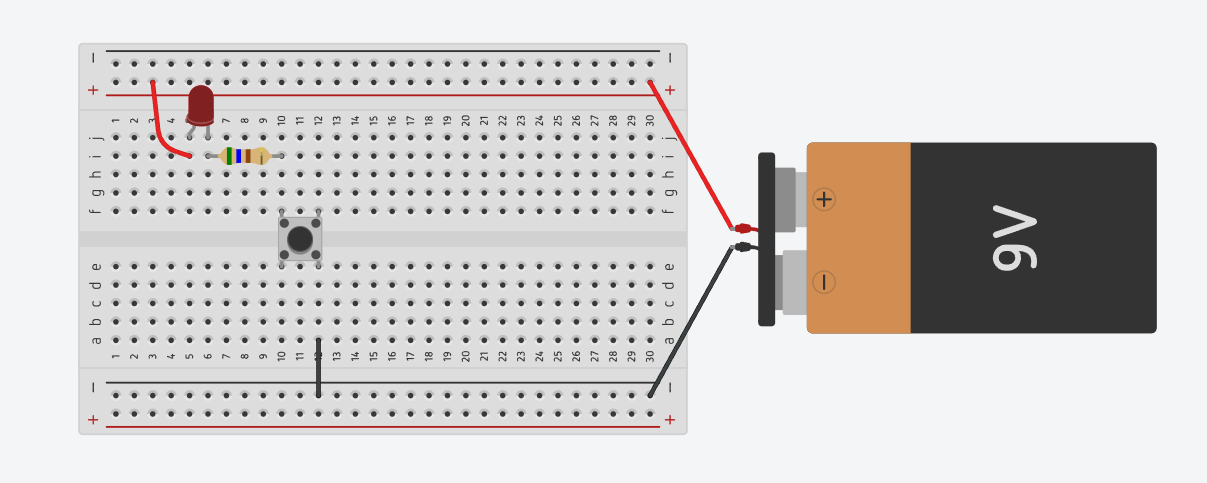 − −
+ +
1 2 3 4 5 6 7 8 9 10 11 12 13 14 15 16 17 18 19 20 21 22 23 24 25 26 27 28 29 30
j j
i i
h h
g g
f f
+
9V
−
e e
d d
c c
b b
a a
1 2 3 4 5 6 7 8 9 10 11 12 13 14 15 16 17 18 19 20 21 22 23 24 25 26 27 28 29 30
− −
+ +